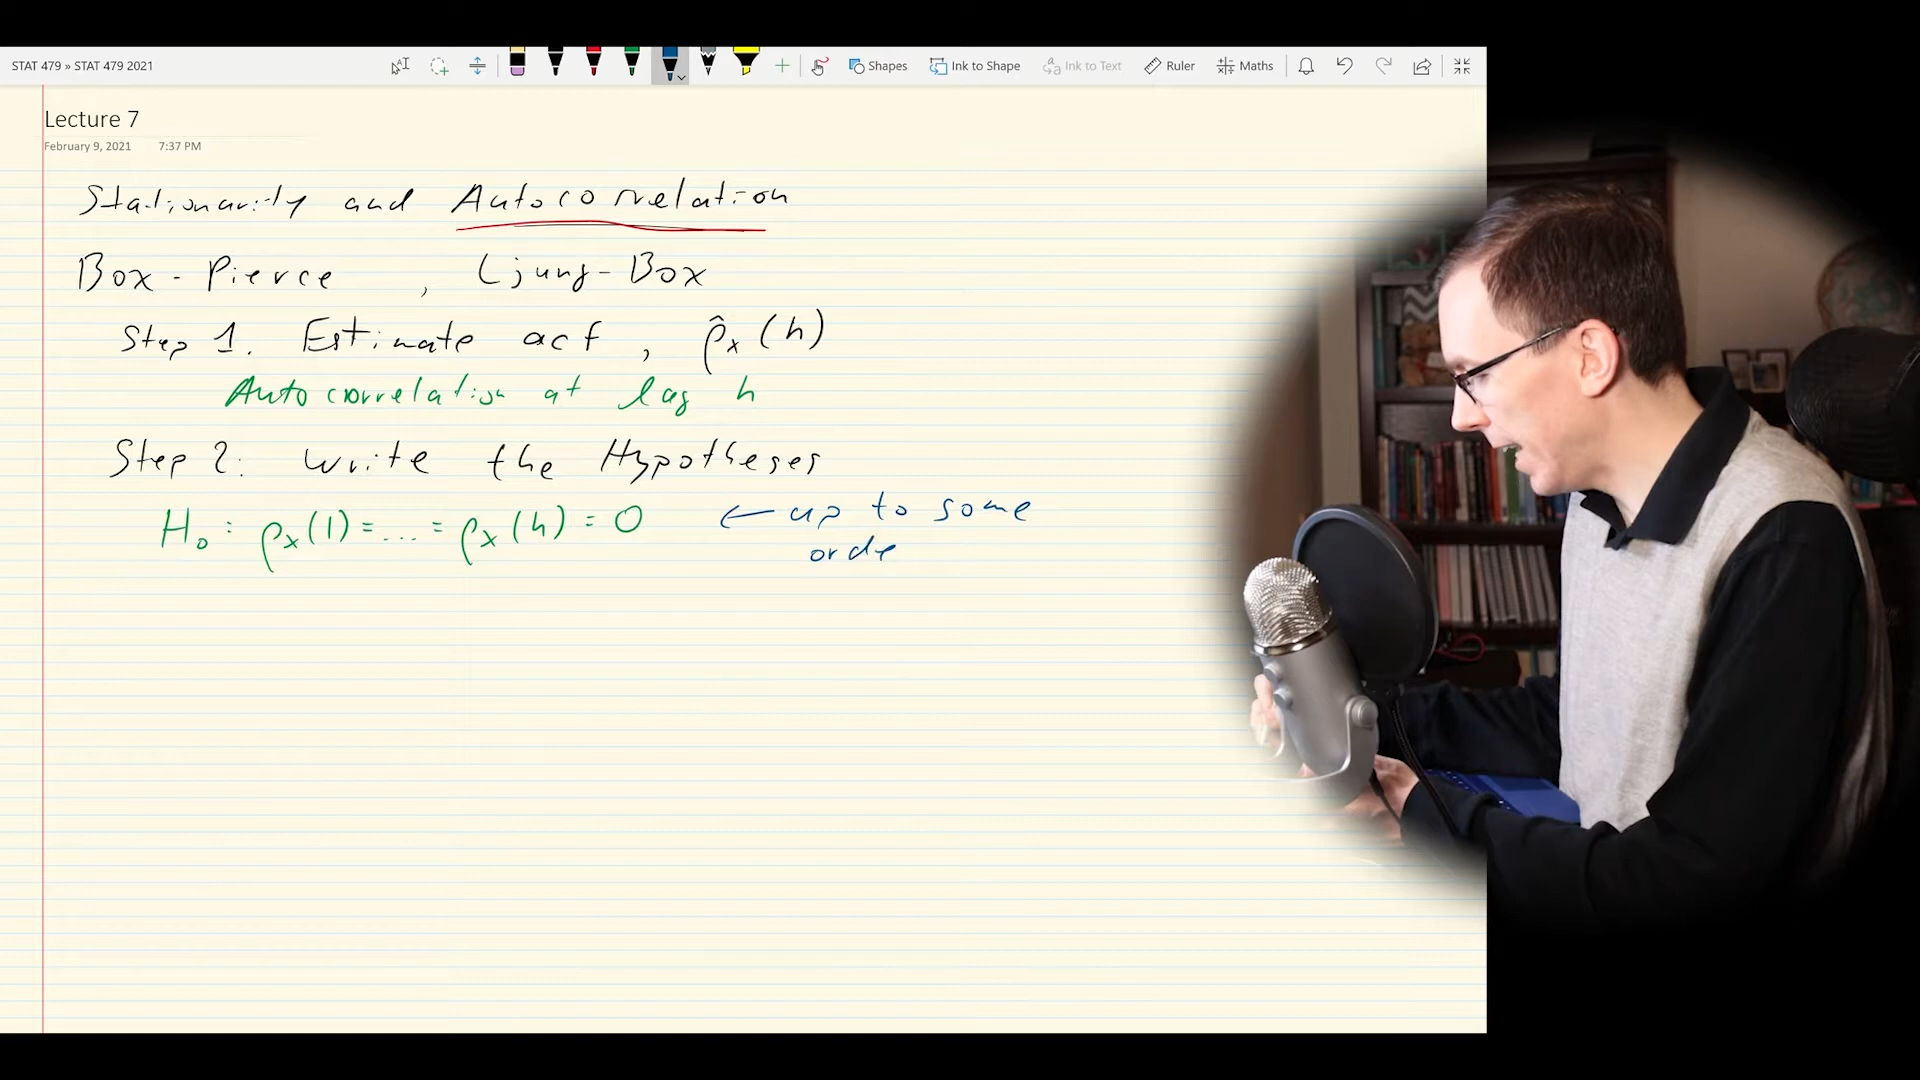 STAT 479 » STAT 479 2021
Shapes Ink to Shape Ink to Text Ruler Maths
Lecture 7
February 9, 2021 7:37 PM
Stationarity and Autocorrelation
Box-Pierce , Ljung-Box
Step 1. Estimate acf , ρ̂ₓ(h)
Autocorrelation at lag h
Step 2: Write the Hypotheses
H₀: ρₓ(1)=...=ρₓ(h)=0 ← up to some
orde